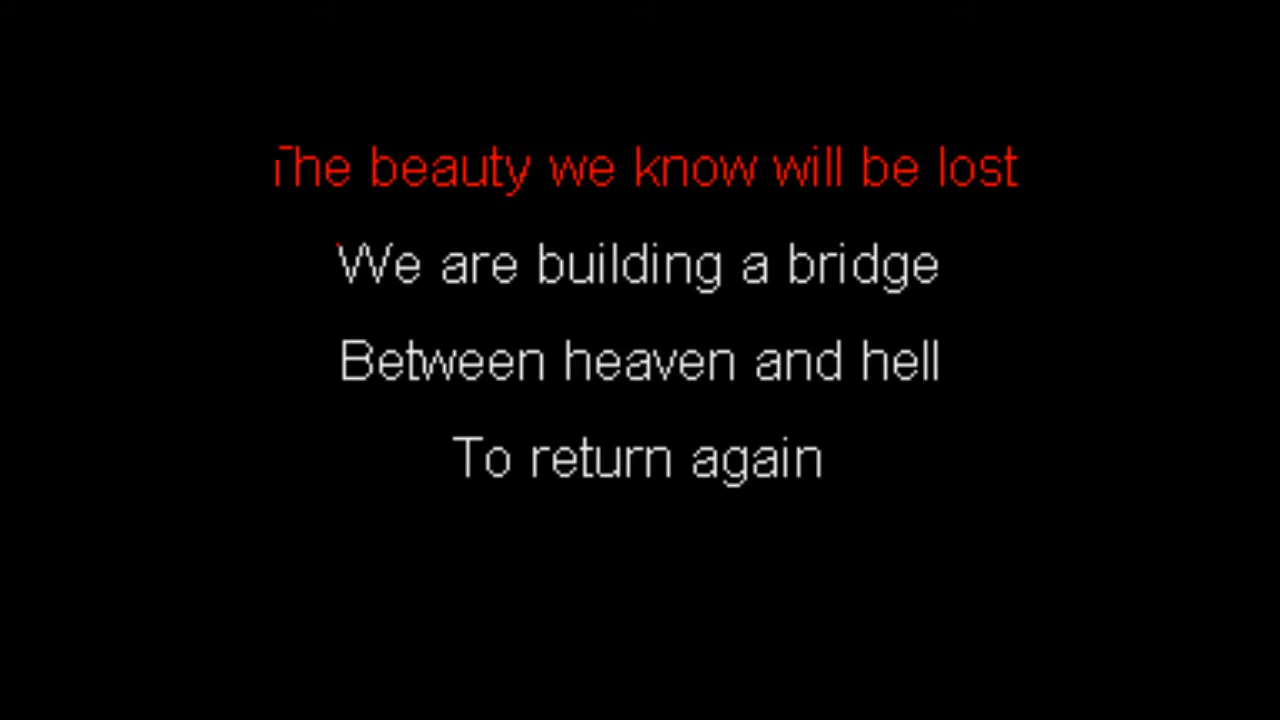 The beauty we know will be lost
We are building a bridge
Between heaven and hell
To return again